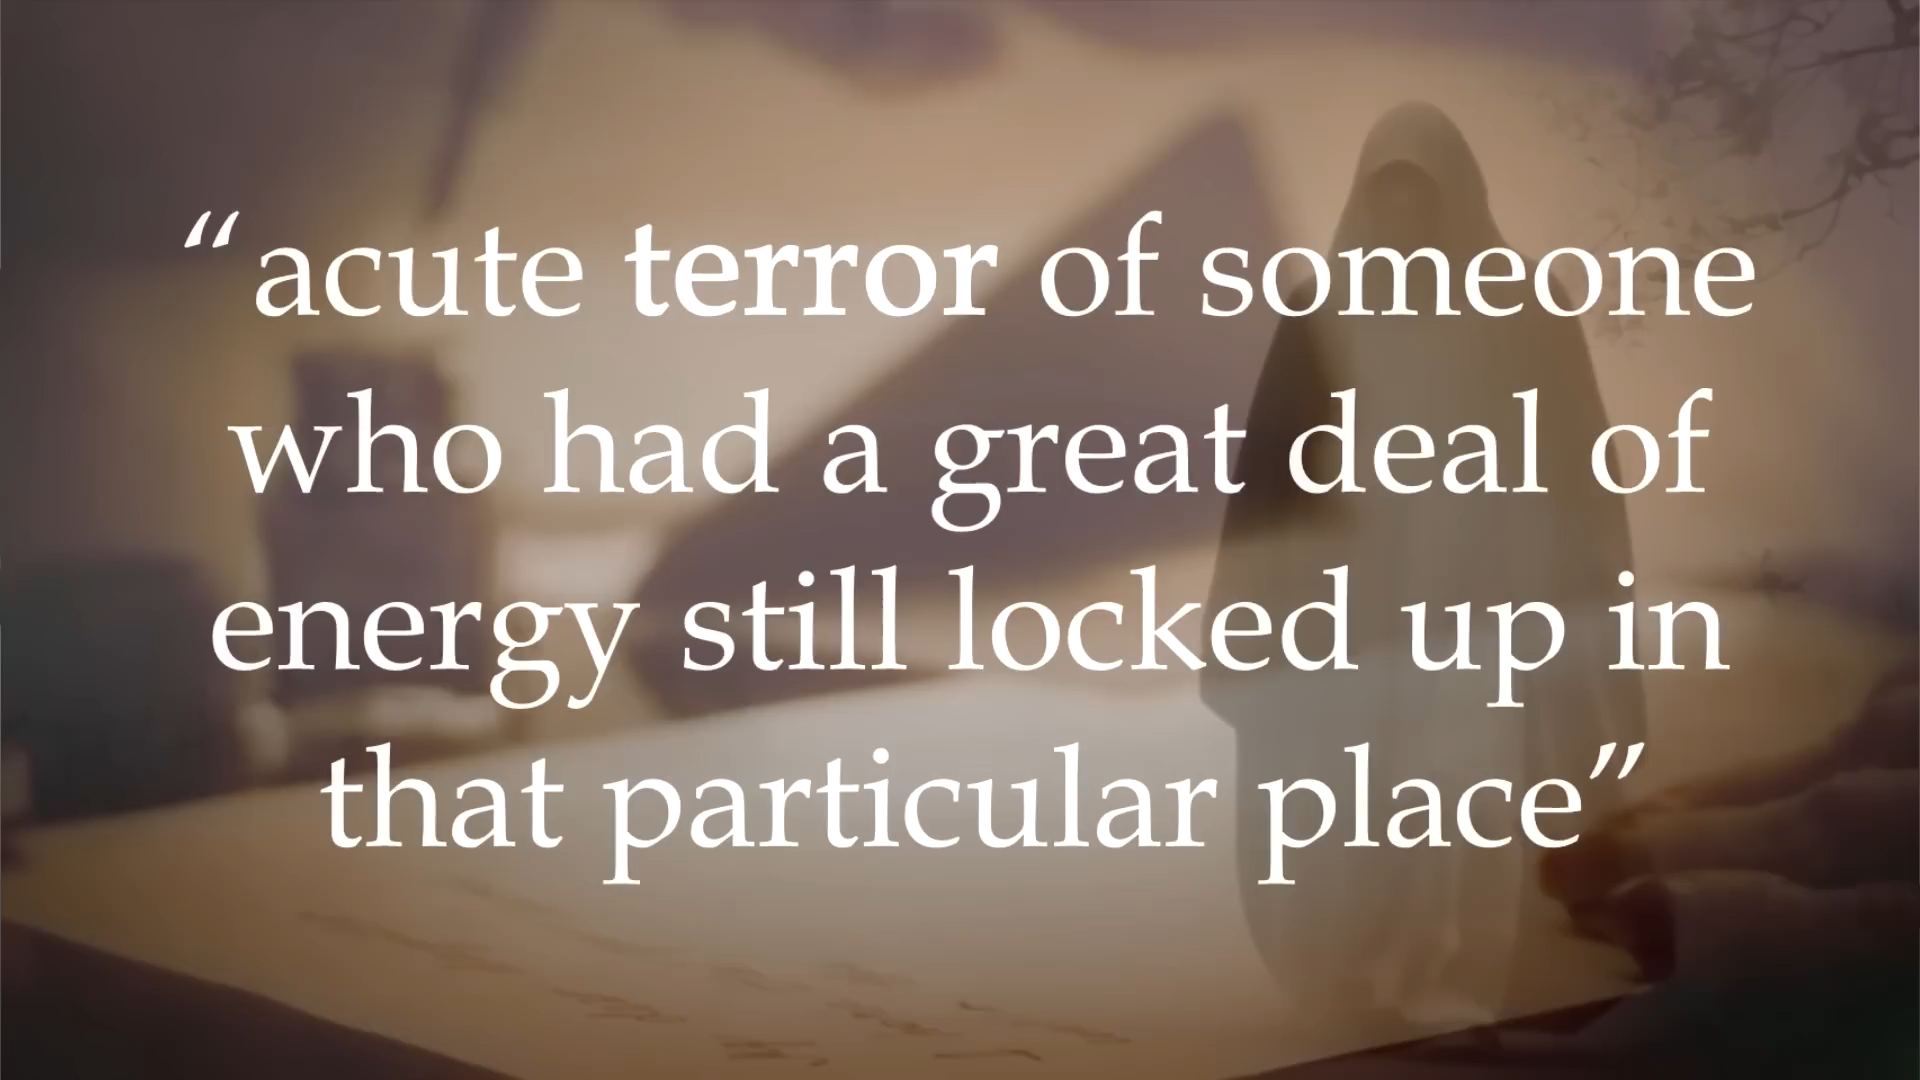 “acute terror of someone
who had a great deal of
energy still locked up in
that particular place”